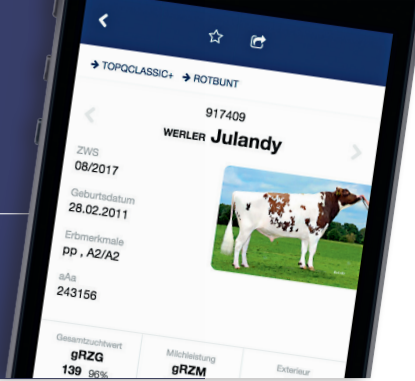 → TOPQCLASSIC+ → ROTBUNT
917409
WERLER Julandy
ZWS
08/2017
Geburtsdatum
28.02.2011
Erbmerkmale
pp , A2/A2
aAa
243156
Gesamtzuchtwert
gRZG
139 96%
Milchleistung
gRZM
Exterieur